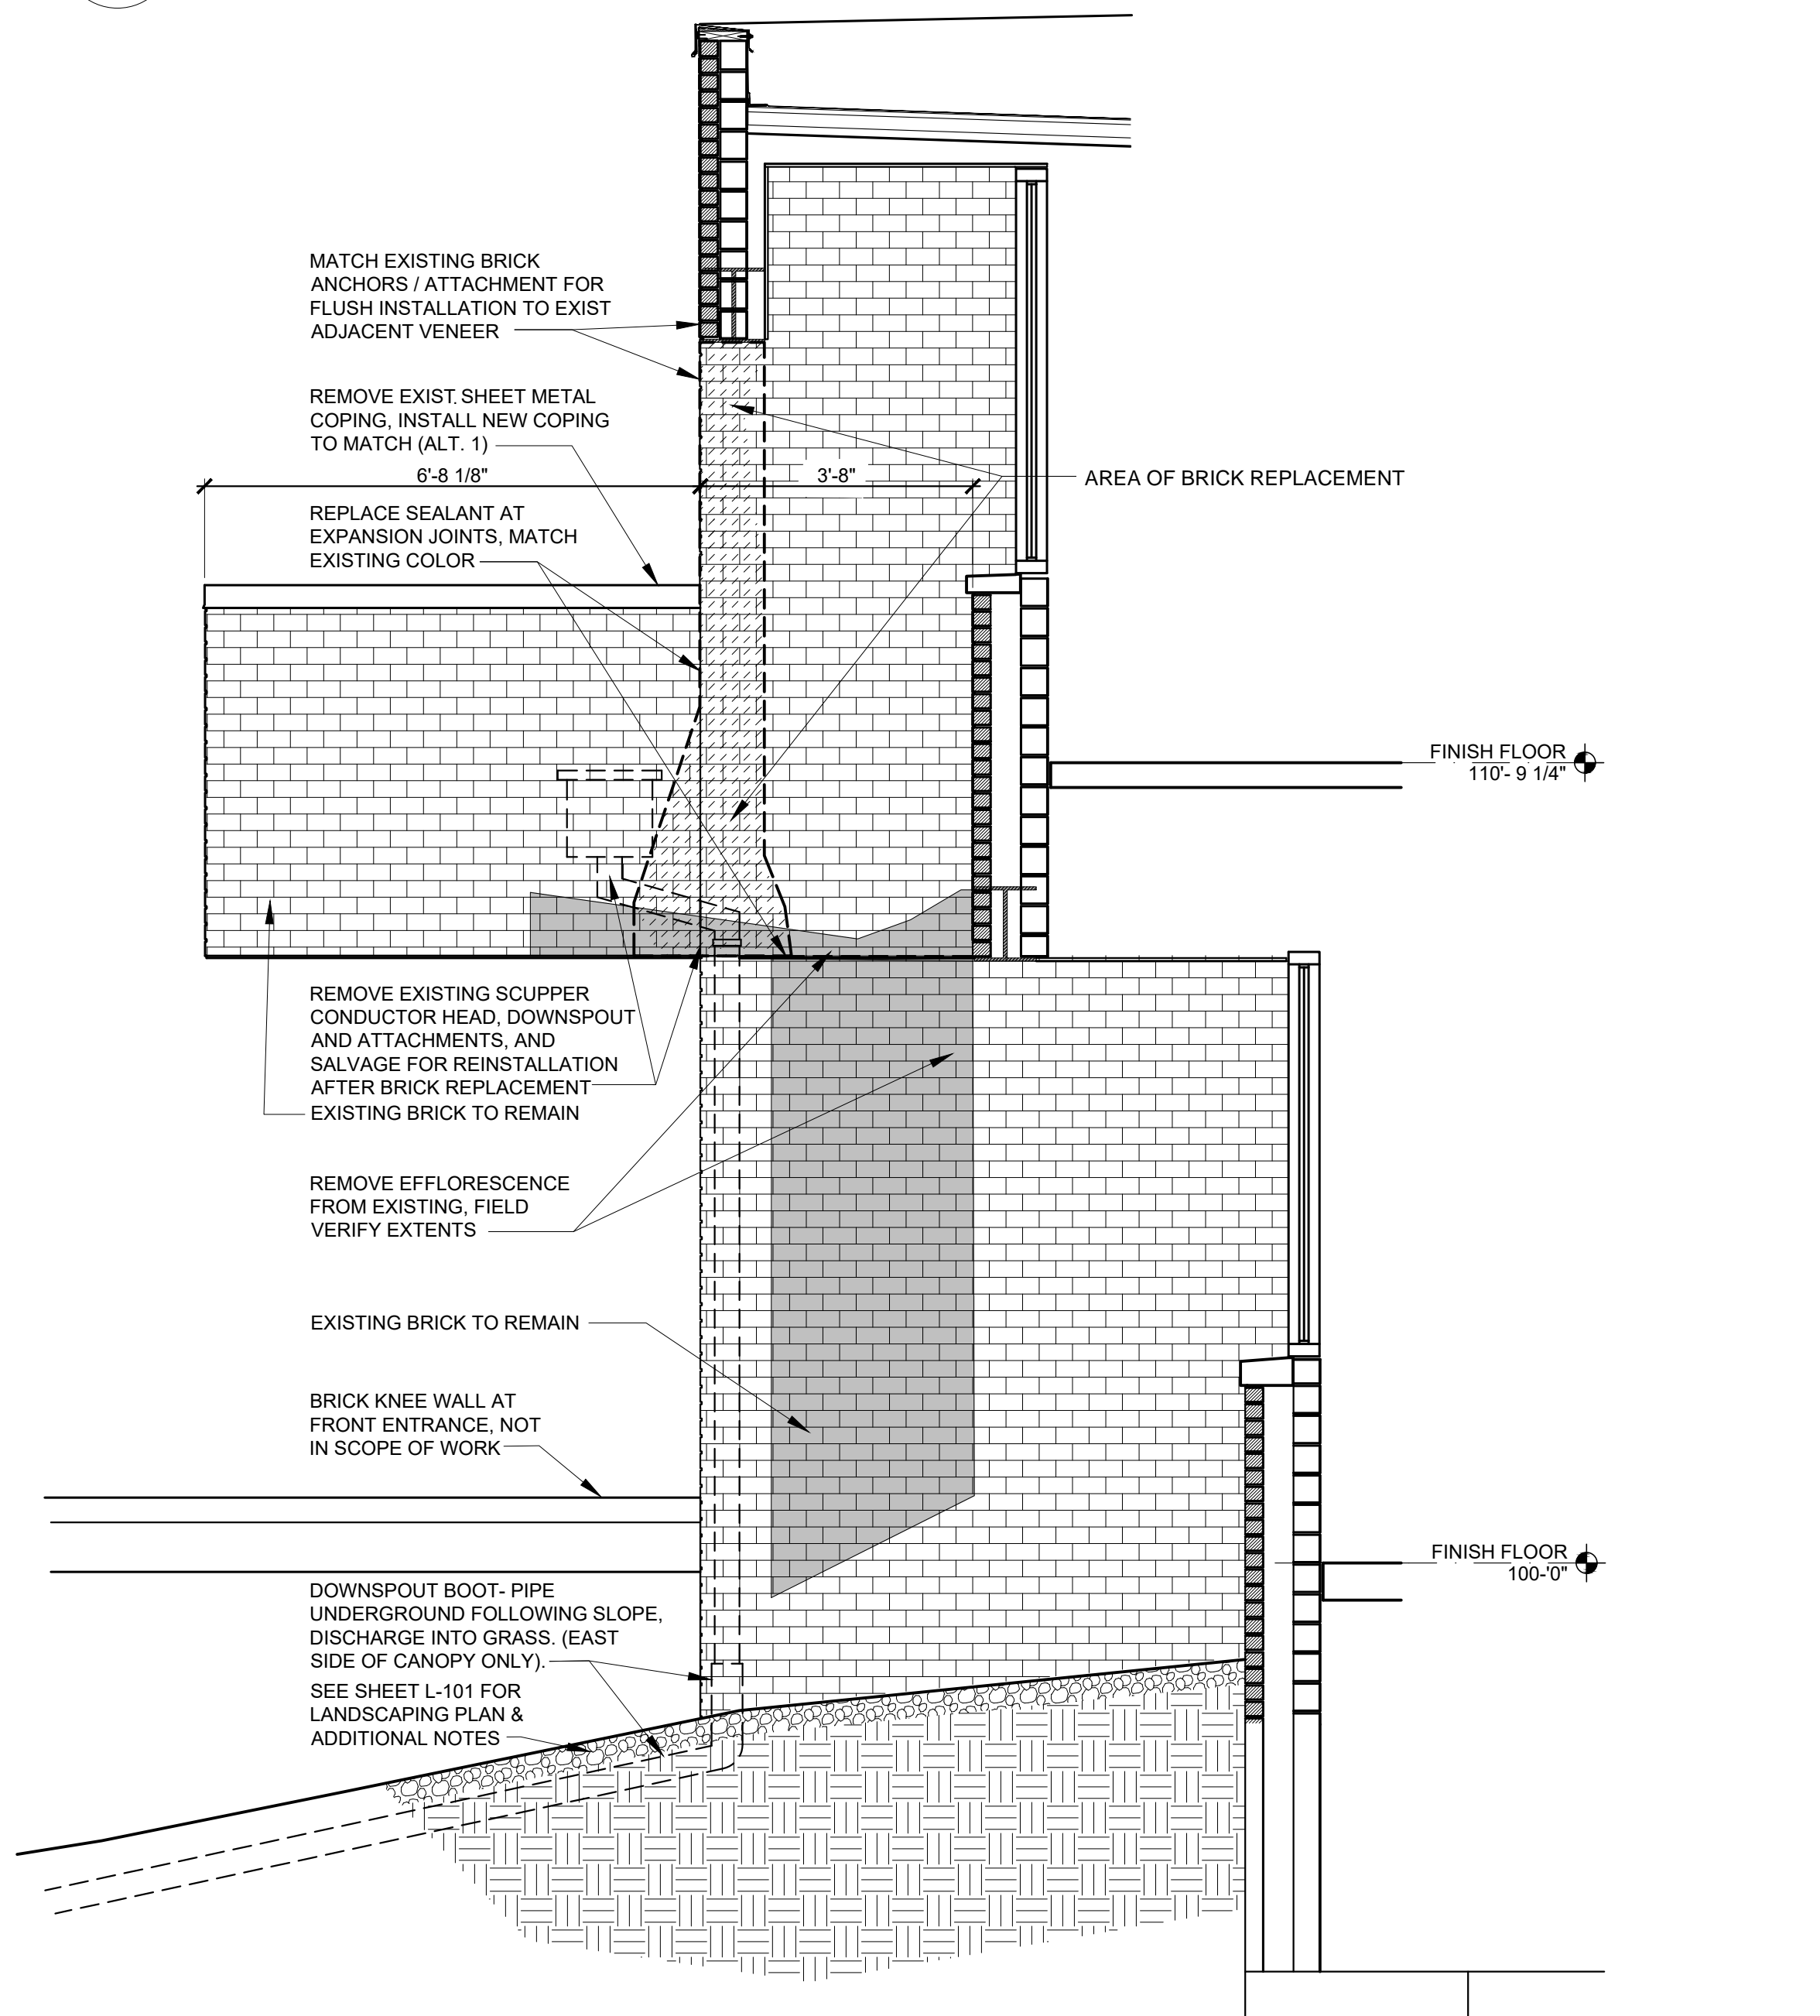 MATCH EXISTING BRICK
ANCHORS / ATTACHMENT FOR
FLUSH INSTALLATION TO EXIST
ADJACENT VENEER
REMOVE EXIST. SHEET METAL
COPING, INSTALL NEW COPING
TO MATCH (ALT. 1)
6'-8 1/8"
3'-8"
AREA OF BRICK REPLACEMENT
REPLACE SEALANT AT
EXPANSION JOINTS, MATCH
EXISTING COLOR
FINISH FLOOR
110'- 9 1/4"
REMOVE EXISTING SCUPPER
CONDUCTOR HEAD, DOWNSPOUT
AND ATTACHMENTS, AND
SALVAGE FOR REINSTALLATION
AFTER BRICK REPLACEMENT
EXISTING BRICK TO REMAIN
REMOVE EFFLORESCENCE
FROM EXISTING, FIELD
VERIFY EXTENTS
EXISTING BRICK TO REMAIN
BRICK KNEE WALL AT
FRONT ENTRANCE, NOT
IN SCOPE OF WORK
FINISH FLOOR
100-'0"
DOWNSPOUT BOOT- PIPE
UNDERGROUND FOLLOWING SLOPE,
DISCHARGE INTO GRASS. (EAST
SIDE OF CANOPY ONLY).
SEE SHEET L-101 FOR
LANDSCAPING PLAN &
ADDITIONAL NOTES